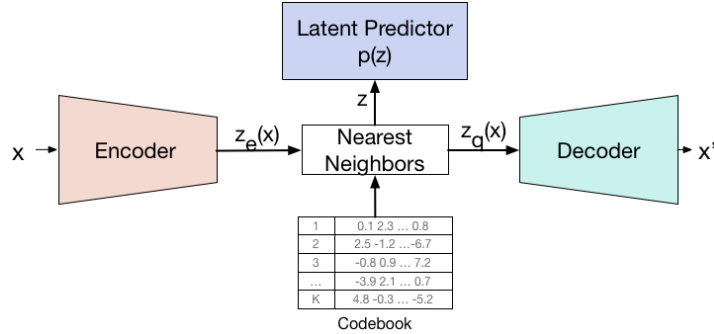 Latent Predictor
p(z)
z
x
Encoder
z_e(x)
Nearest
Neighbors
z_q(x)
Decoder
x'
1 0.1 2.3 ... 0.8
2 2.5 -1.2 ...-6.7
3 -0.8 0.9 ... 7.2
... -3.9 2.1 ... 0.7
K 4.8 -0.3 ... -5.2
Codebook